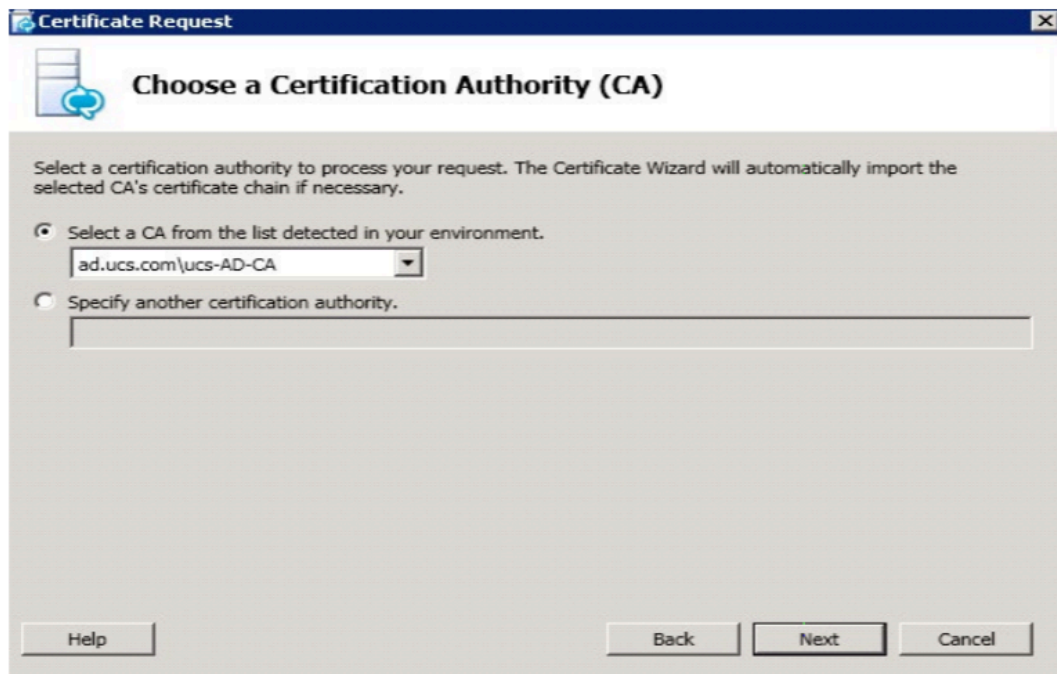 Certificate Request
Choose a Certification Authority (CA)
Select a certification authority to process your request. The Certificate Wizard will automatically import the
selected CA's certificate chain if necessary.
Select a CA from the list detected in your environment.
ad.ucs.com\ucs-AD-CA
Specify another certification authority.
Help Back Next Cancel